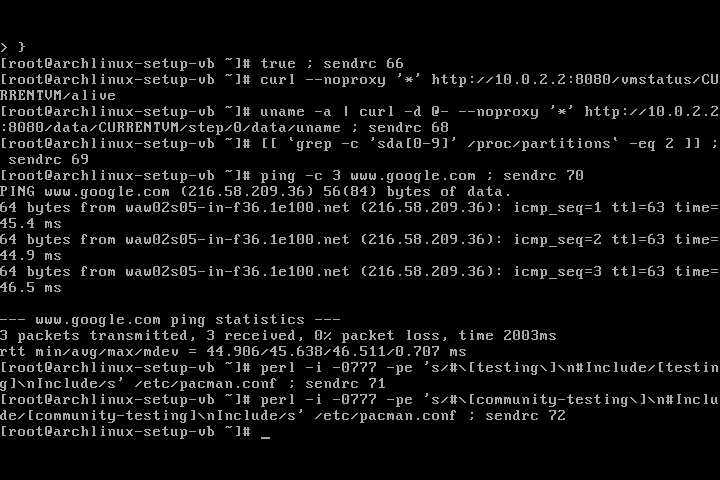 > }
[root@archlinux-setup-vb ~]# true ; sendrc 66
[root@archlinux-setup-vb ~]# curl --noproxy '*' http://10.0.2.2:8080/vmstatus/CU
RRENTVM/alive
[root@archlinux-setup-vb ~]# uname -a | curl -d @- --noproxy '*' http://10.0.2.2
:8080/data/CURRENTVM/step/0/data/uname ; sendrc 68
[root@archlinux-setup-vb ~]# [[ `grep -c 'sda[0-9]' /proc/partitions` -eq 2 ]] ;
 sendrc 69
[root@archlinux-setup-vb ~]# ping -c 3 www.google.com ; sendrc 70
PING www.google.com (216.58.209.36) 56(84) bytes of data.
64 bytes from waw02s05-in-f36.1e100.net (216.58.209.36): icmp_seq=1 ttl=63 time=
45.4 ms
64 bytes from waw02s05-in-f36.1e100.net (216.58.209.36): icmp_seq=2 ttl=63 time=
44.9 ms
64 bytes from waw02s05-in-f36.1e100.net (216.58.209.36): icmp_seq=3 ttl=63 time=
46.5 ms
--- www.google.com ping statistics ---
3 packets transmitted, 3 received, 0% packet loss, time 2003ms
rtt min/avg/max/mdev = 44.906/45.638/46.511/0.707 ms
[root@archlinux-setup-vb ~]# perl -i -0777 -pe 's/#\[testing\]\n#Include/[testin
g]\nInclude/s' /etc/pacman.conf ; sendrc 71
[root@archlinux-setup-vb ~]# perl -i -0777 -pe 's/#\[community-testing\]\n#Inclu
de/[community-testing]\nInclude/s' /etc/pacman.conf ; sendrc 72
[root@archlinux-setup-vb ~]# _